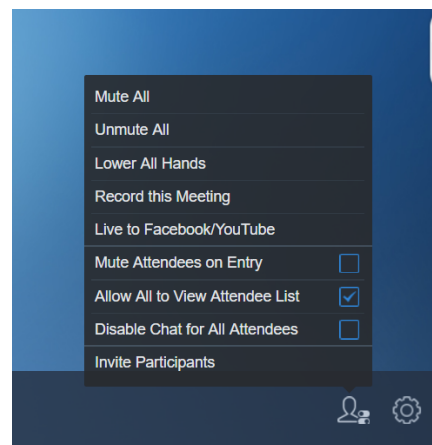 Mute All
Unmute All
Lower All Hands
Record this Meeting
Live to Facebook/YouTube
Mute Attendees on Entry
Allow All to View Attendee List
Disable Chat for All Attendees
Invite Participants